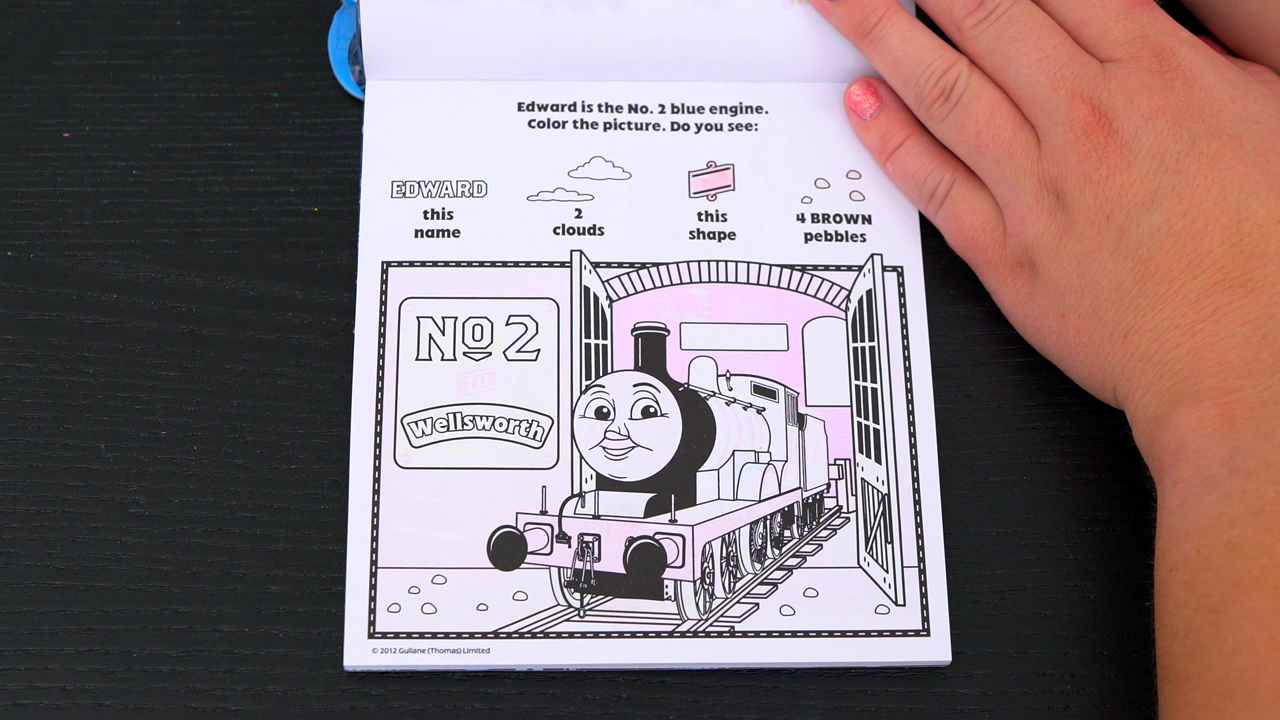 Edward is the No. 2 blue engine.
Color the picture. Do you see:
EDWARD
this
name
2
clouds
this
shape
4 BROWN
pebbles
No 2
TO
Wellsworth
© 2012 Gullane (Thomas) Limited